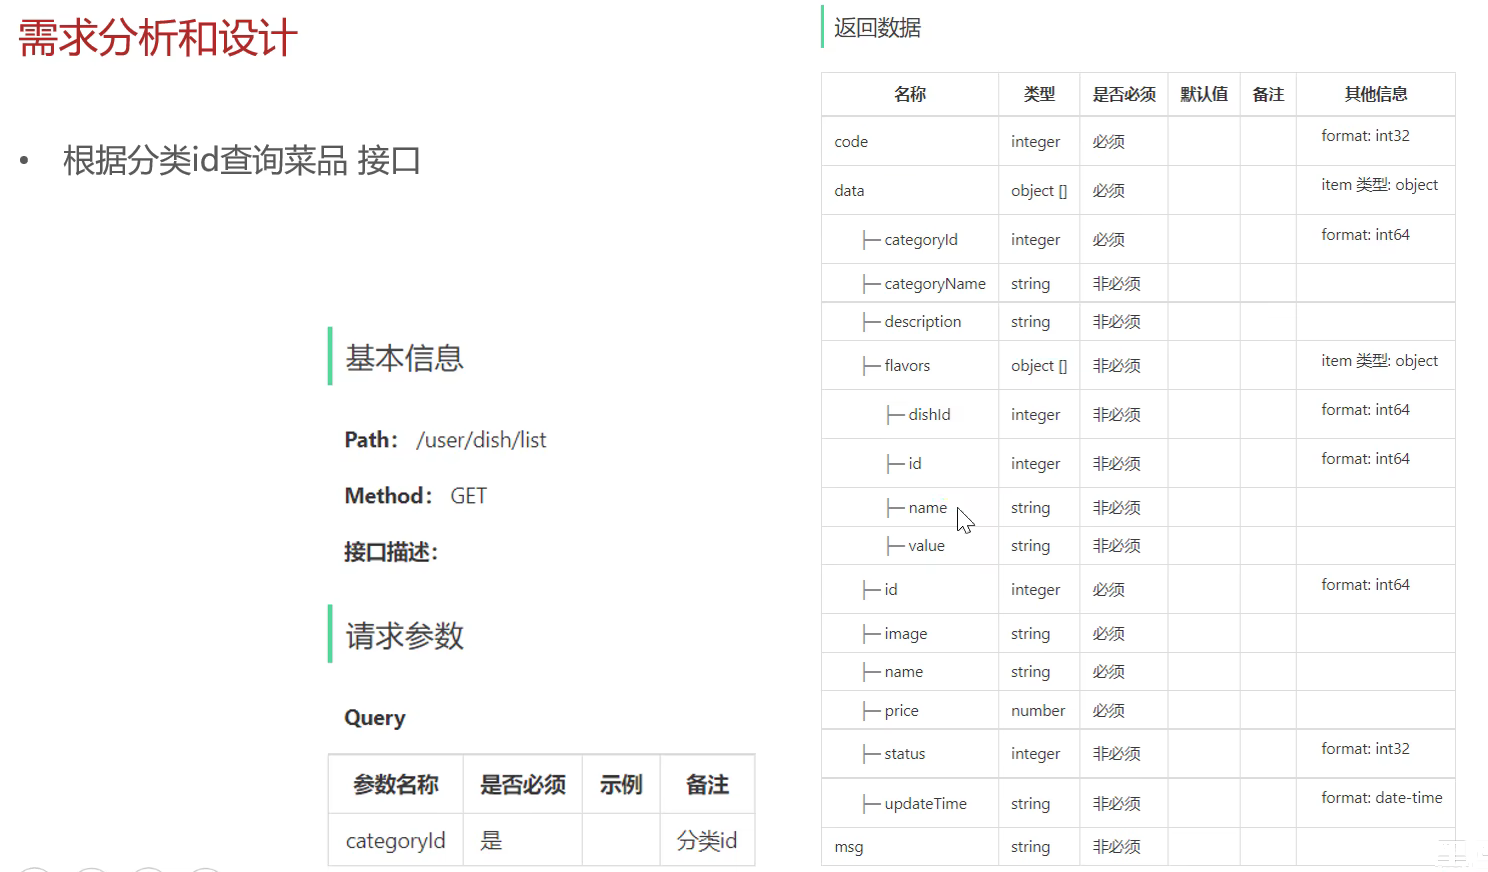 需求分析和设计
• 根据分类id查询菜品 接口
基本信息
Path： /user/dish/list
Method： GET
接口描述：
请求参数
Query
参数名称 是否必须 示例 备注
categoryId 是 分类id
返回数据
名称 类型 是否必须 默认值 备注 其他信息
code integer 必须 format: int32
data object [] 必须 item 类型: object
├─ categoryId integer 必须 format: int64
├─ categoryName string 非必须
├─ description string 非必须
├─ flavors object [] 非必须 item 类型: object
├─ dishId integer 非必须 format: int64
├─ id integer 非必须 format: int64
├─ name string 非必须
├─ value string 非必须
├─ id integer 必须 format: int64
├─ image string 必须
├─ name string 必须
├─ price number 必须
├─ status integer 非必须 format: int32
├─ updateTime string 非必须 format: date-time
msg string 非必须